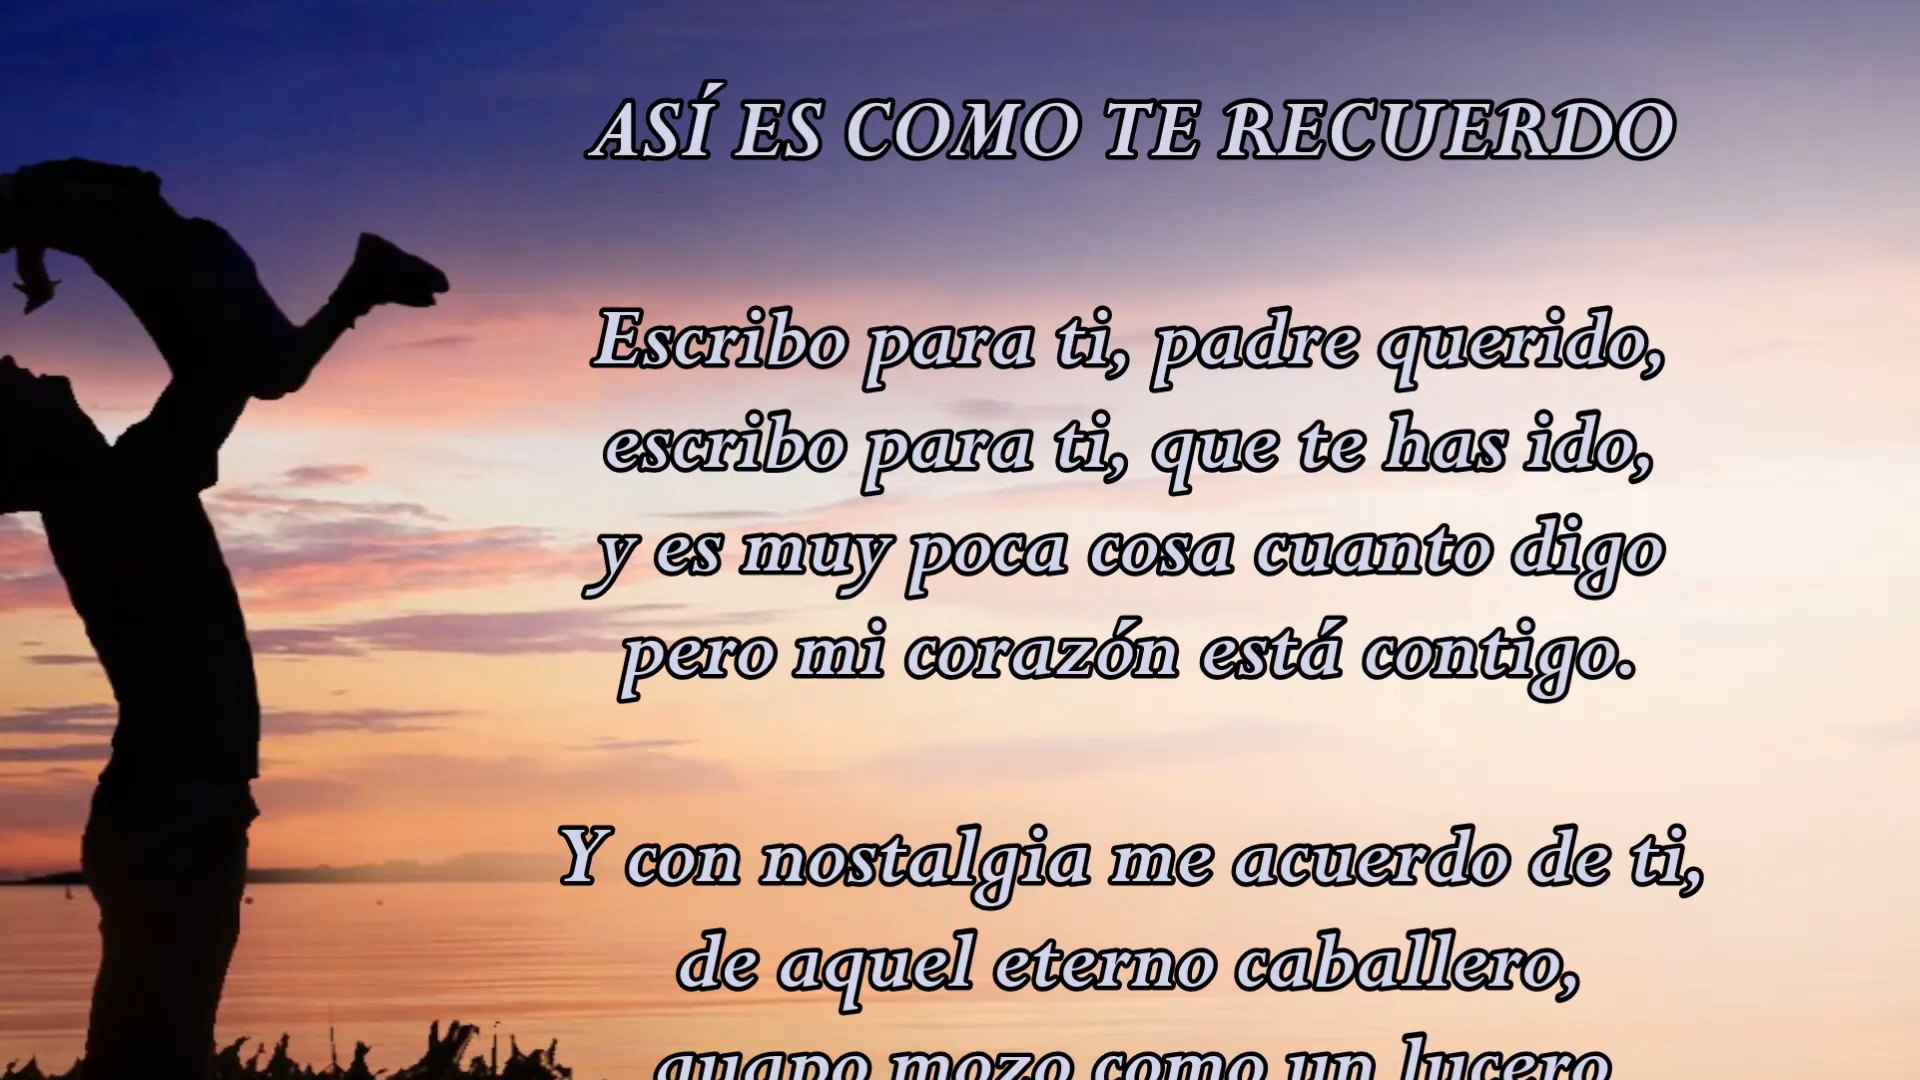 ASÍ ES COMO TE RECUERDO
Escribo para ti, padre querido,
escribo para ti, que te has ido,
y es muy poca cosa cuanto digo
pero mi corazón está contigo.
Y con nostalgia me acuerdo de ti,
de aquel eterno caballero,
guapo mozo como un lucero